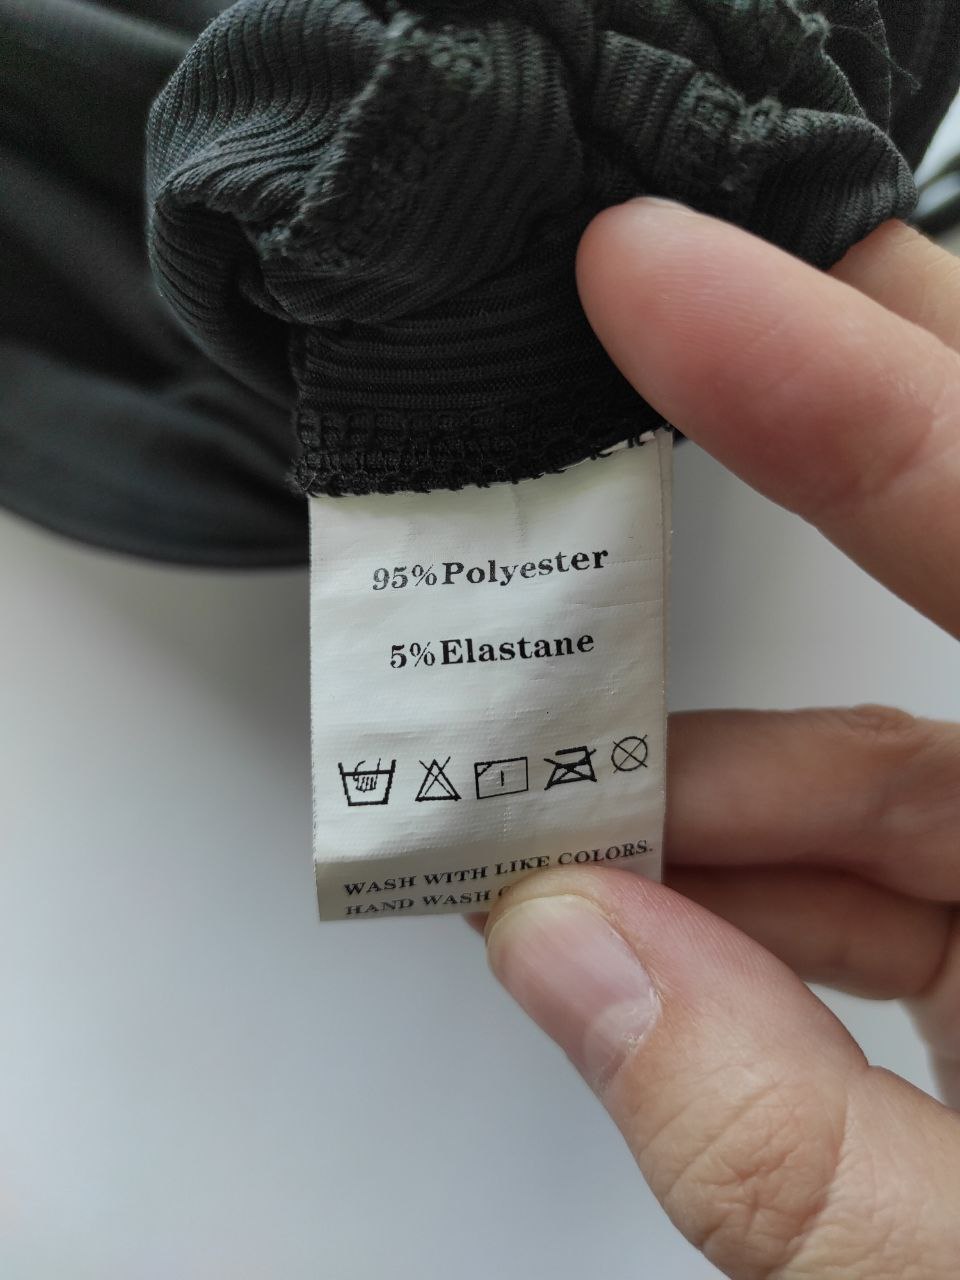 95%Polyester
5%Elastane
WASH WITH LIKE COLORS.
HAND WASH